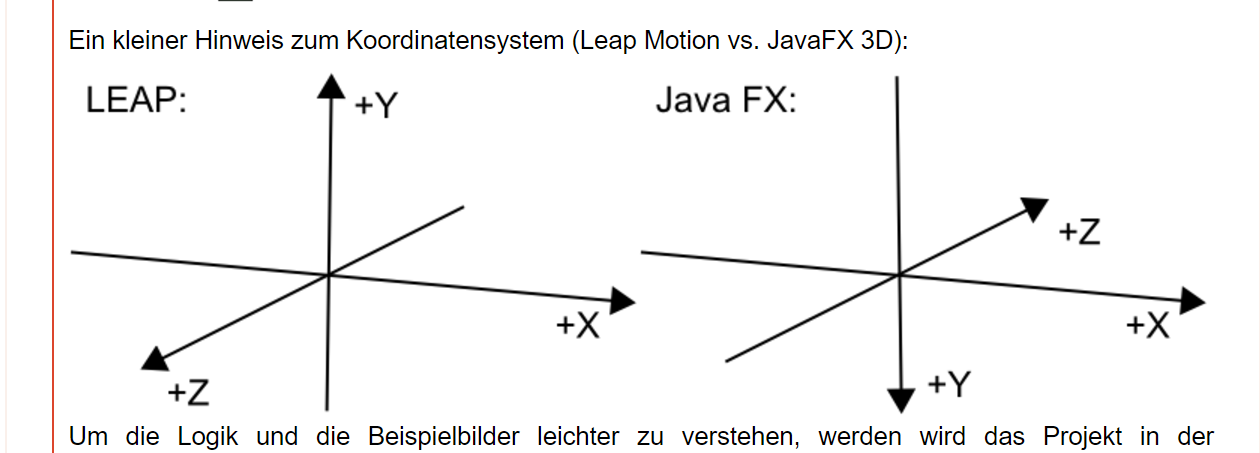 Ein kleiner Hinweis zum Koordinatensystem (Leap Motion vs. JavaFX 3D):
LEAP:
+Y
+X
+Z
Java FX:
+Z
+X
+Y
Um die Logik und die Beispielbilder leichter zu verstehen, werden wird das Projekt in der